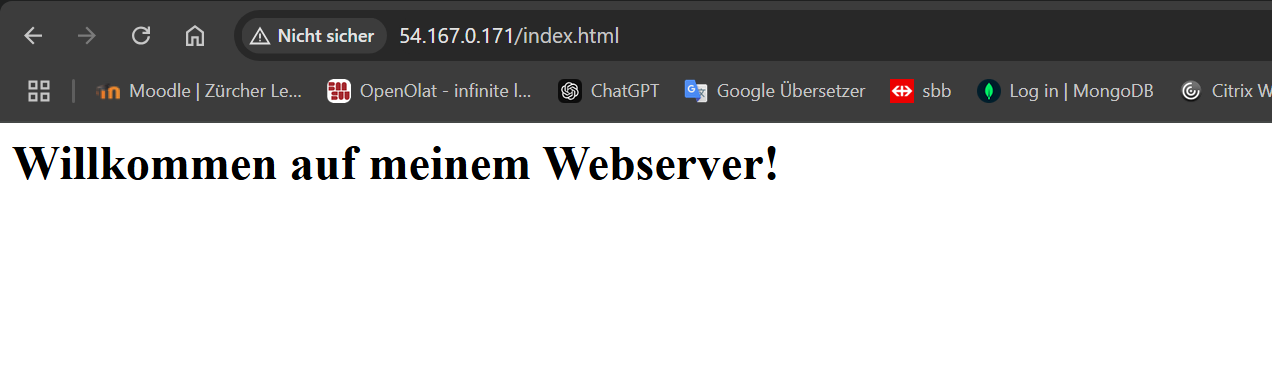 Nicht sicher 54.167.0.171/index.html
Moodle | Zürcher Le... OpenOlat - infinite l... ChatGPT Google Übersetzer sbb Log in | MongoDB Citrix W
Willkommen auf meinem Webserver!